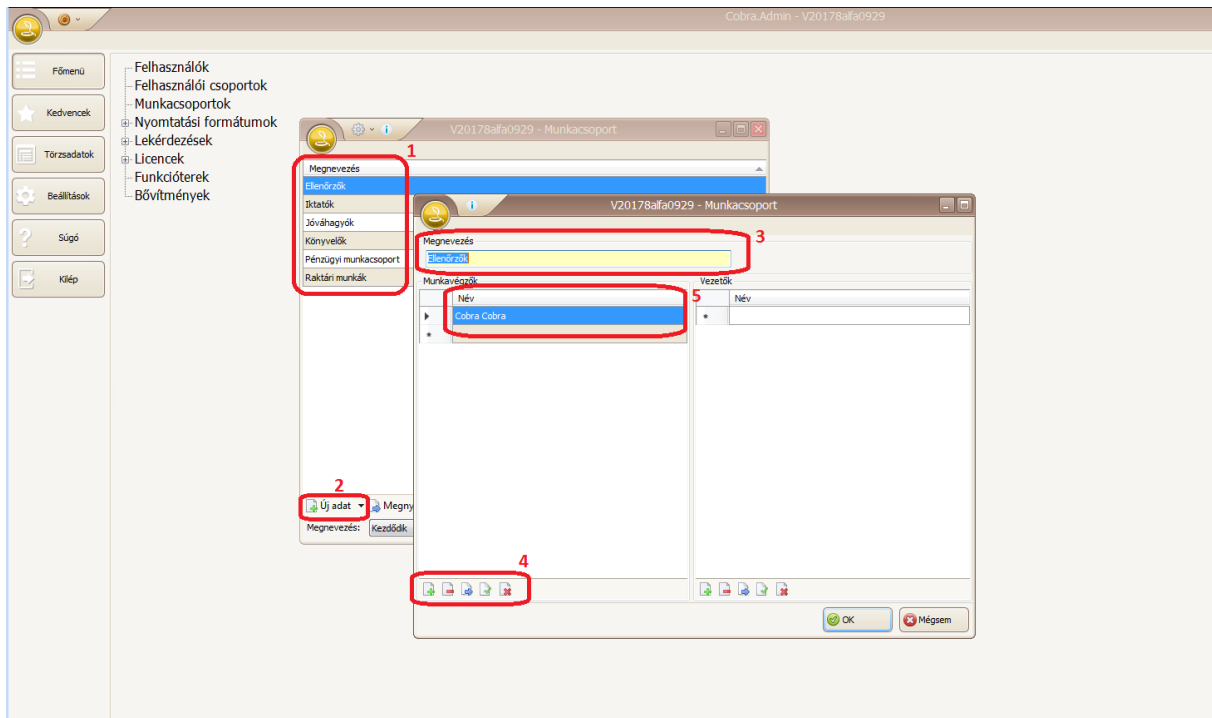 Cobra.Admin - V20178alfa0929
Főmenü
Kedvencek
Törzsadatok
Beállítások
Súgó
Kilép
Felhasználók
Felhasználói csoportok
Munkacsoportok
Nyomtatási formátumok
Lekérdezések
Licencek
Funkcióterek
Bővítmények
V20178alfa0929 - Munkacsoport
1
Megnevezés
Ellenőrzők
Iktatók
Jóváhagyók
Könyvelők
Pénzügyi munkacsoport
Raktári munkák
2
Új adat
Megny
Megnevezés: Kezdődik
V20178alfa0929 - Munkacsoport
3
Megnevezés
Ellenőrzők
Munkavégzők
Vezetők
5
Név
Név
Cobra Cobra
4
OK
Mégsem